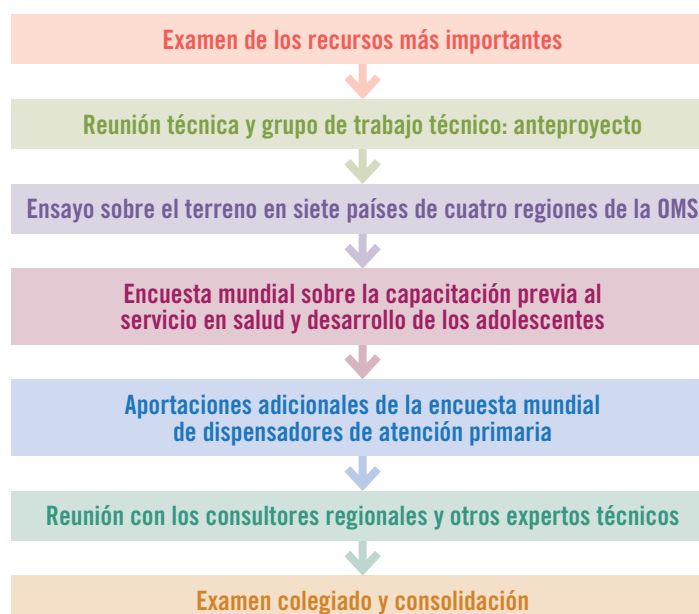 Examen de los recursos más importantes
Reunión técnica y grupo de trabajo técnico: anteproyecto
Ensayo sobre el terreno en siete países de cuatro regiones de la OMS
Encuesta mundial sobre la capacitación previa al
servicio en salud y desarrollo de los adolescentes
Aportaciones adicionales de la encuesta mundial
de dispensadores de atención primaria
Reunión con los consultores regionales y otros expertos técnicos
Examen colegiado y consolidación